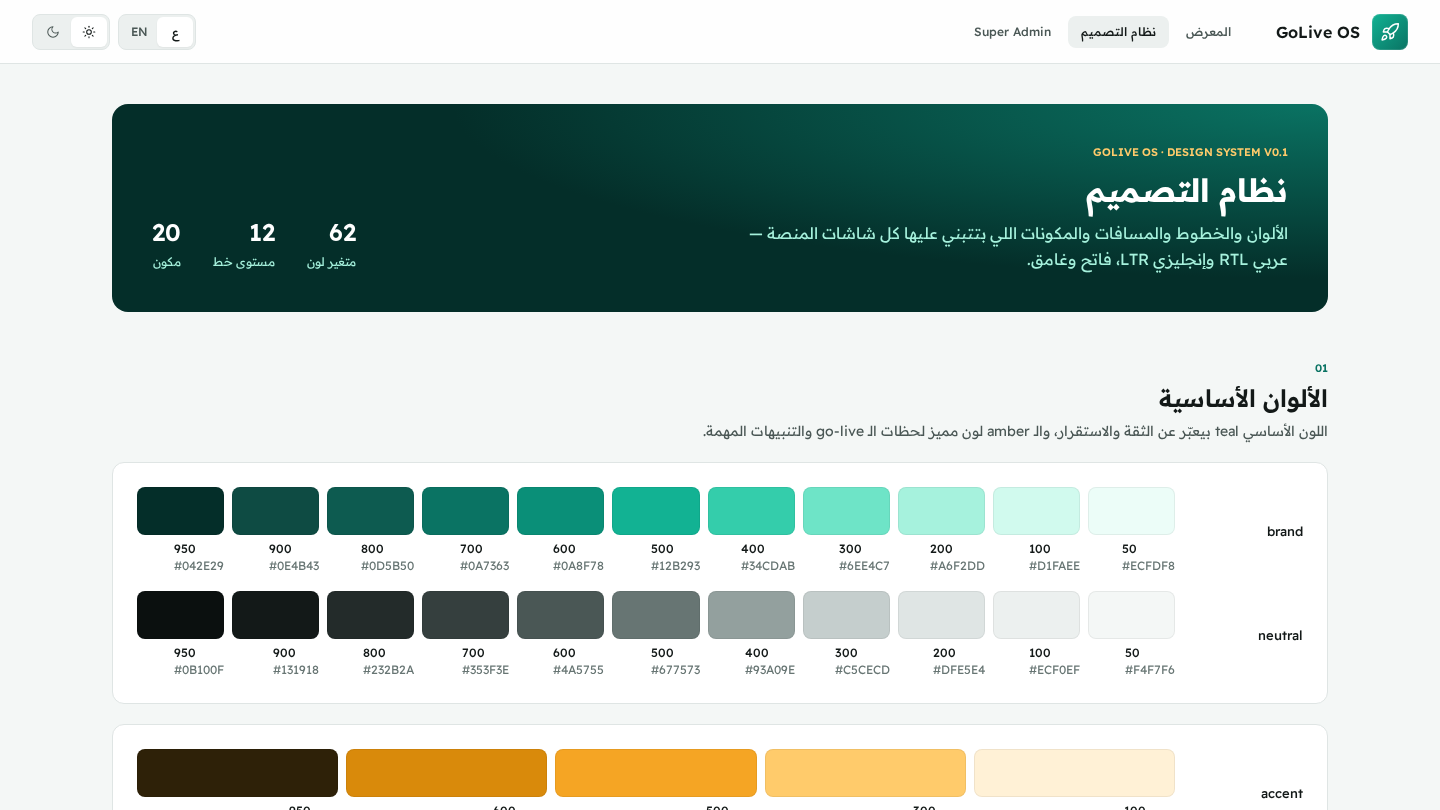 GoLive OS
المعرض
نظام التصميم
Super Admin
ع
EN
GOLIVE OS · DESIGN SYSTEM V0.1
نظام التصميم
الألوان والخطوط والمسافات والمكونات اللي بتتبني عليها كل شاشات المنصة —
عربي RTL وإنجليزي LTR، فاتح وغامق.
62
متغير لون
12
مستوى خط
20
مكون
01
الألوان الأساسية
اللون الأساسي teal بيعبّر عن الثقة والاستقرار، والـ amber لون مميز لحظات الـ go-live والتنبيهات المهمة.
brand
50 100 200 300 400 500 600 700 800 900 950
#ECFDF8 #D1FAEE #A6F2DD #6EE4C7 #34CDAB #12B293 #0A8F78 #0A7363 #0D5B50 #0E4B43 #042E29
neutral
50 100 200 300 400 500 600 700 800 900 950
#F4F7F6 #ECF0EF #DFE5E4 #C5CECD #93A09E #677573 #4A5755 #353F3E #232B2A #131918 #0B100F
accent
100 300 500 600 950